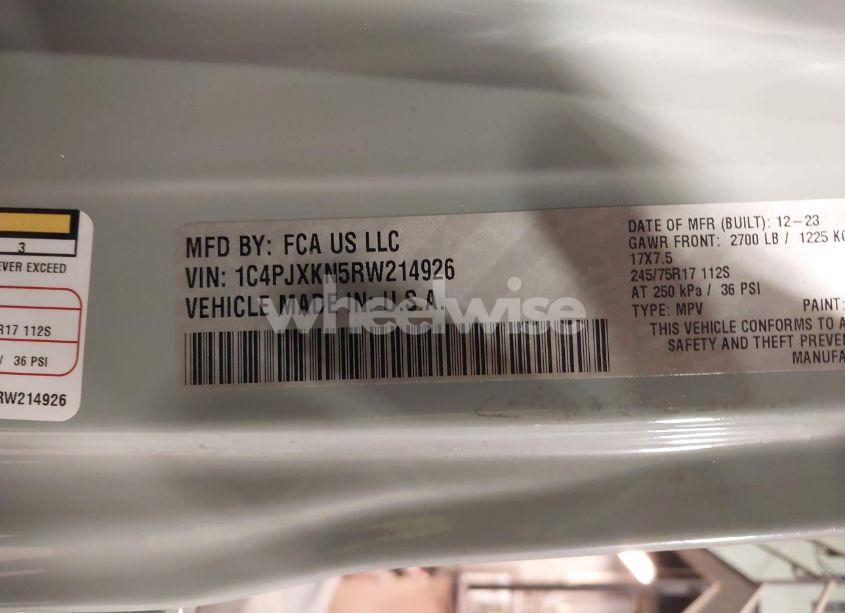 3
EVER EXCEED
R17 112S
/ 36 PSI
RW214926
MFD BY: FCA US LLC
VIN: 1C4PJXKN5RW214926
VEHICLE MADE IN: U.S.A.
wheelwise
DATE OF MFR (BUILT): 12-23
GAWR FRONT: 2700 LB / 1225 KG
17X7.5
245/75R17 112S
AT 250 kPa / 36 PSI
TYPE: MPV PAINT:
THIS VEHICLE CONFORMS TO A
SAFETY AND THEFT PREVEN
MANUFA